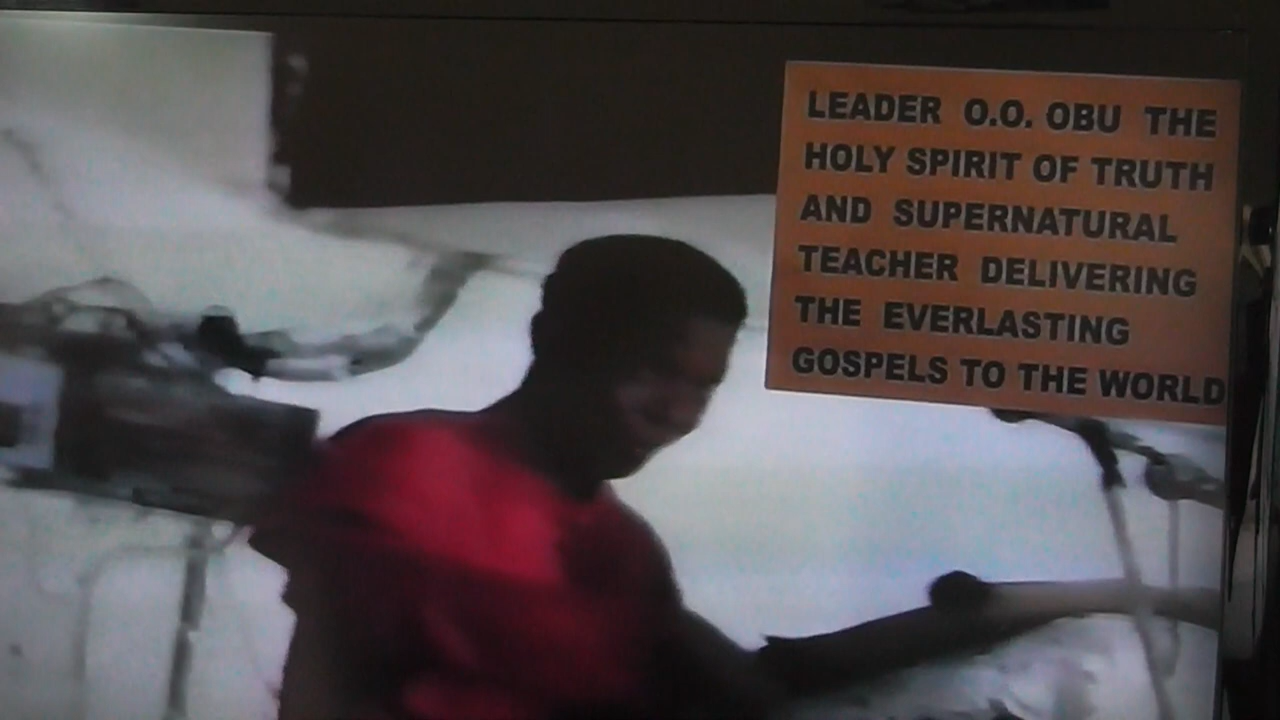 LEADER O.O. OBU THE
HOLY SPIRIT OF TRUTH
AND SUPERNATURAL
TEACHER DELIVERING
THE EVERLASTING
GOSPELS TO THE WORLD